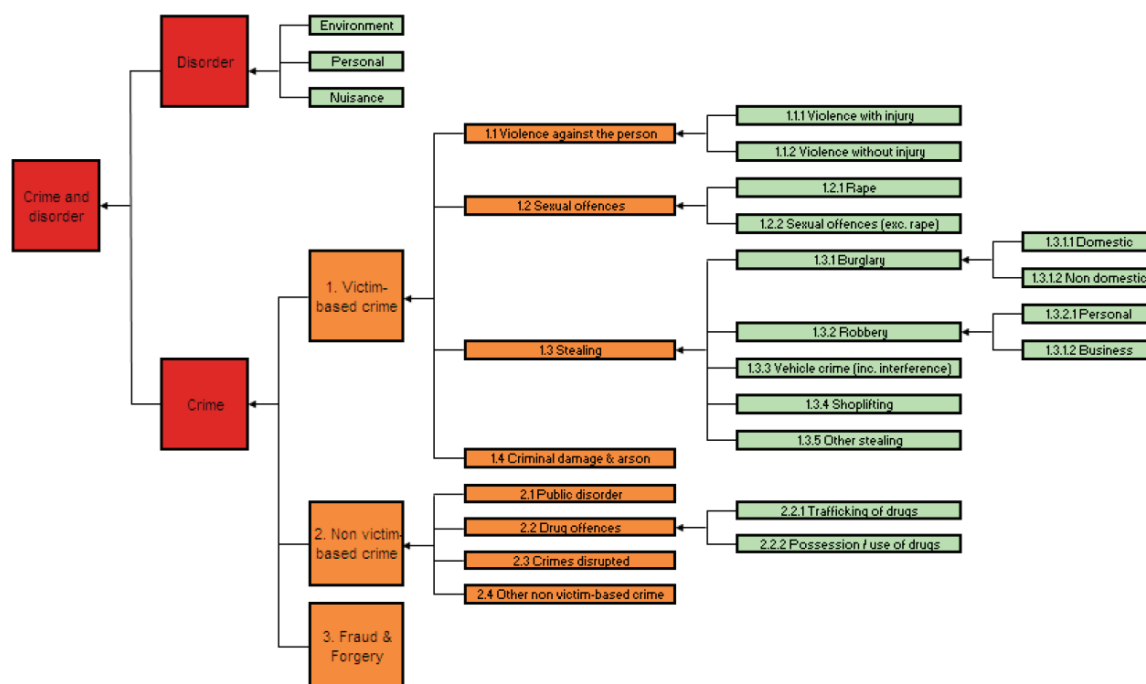 Environment
Disorder
Personal
Nuisance
Crime and
disorder
Crime
1. Victim-
based crime
1.1 Violence against the person
1.1.1 Violence with injury
1.1.2 Violence without injury
1.2 Sexual offences
1.2.1 Rape
1.2.2 Sexual offences (exc. rape)
1.3 Stealing
1.3.1 Burglary
1.3.1.1 Domestic
1.3.1.2 Non domestic
1.3.2 Robbery
1.3.2.1 Personal
1.3.1.2 Business
1.3.3 Vehicle crime (inc. interference)
1.3.4 Shoplifting
1.3.5 Other stealing
1.4 Criminal damage & arson
2. Non victim-
based crime
2.1 Public disorder
2.2 Drug offences
2.2.1 Trafficking of drugs
2.2.2 Possession / use of drugs
2.3 Crimes disrupted
2.4 Other non victim-based crime
3. Fraud &
Forgery